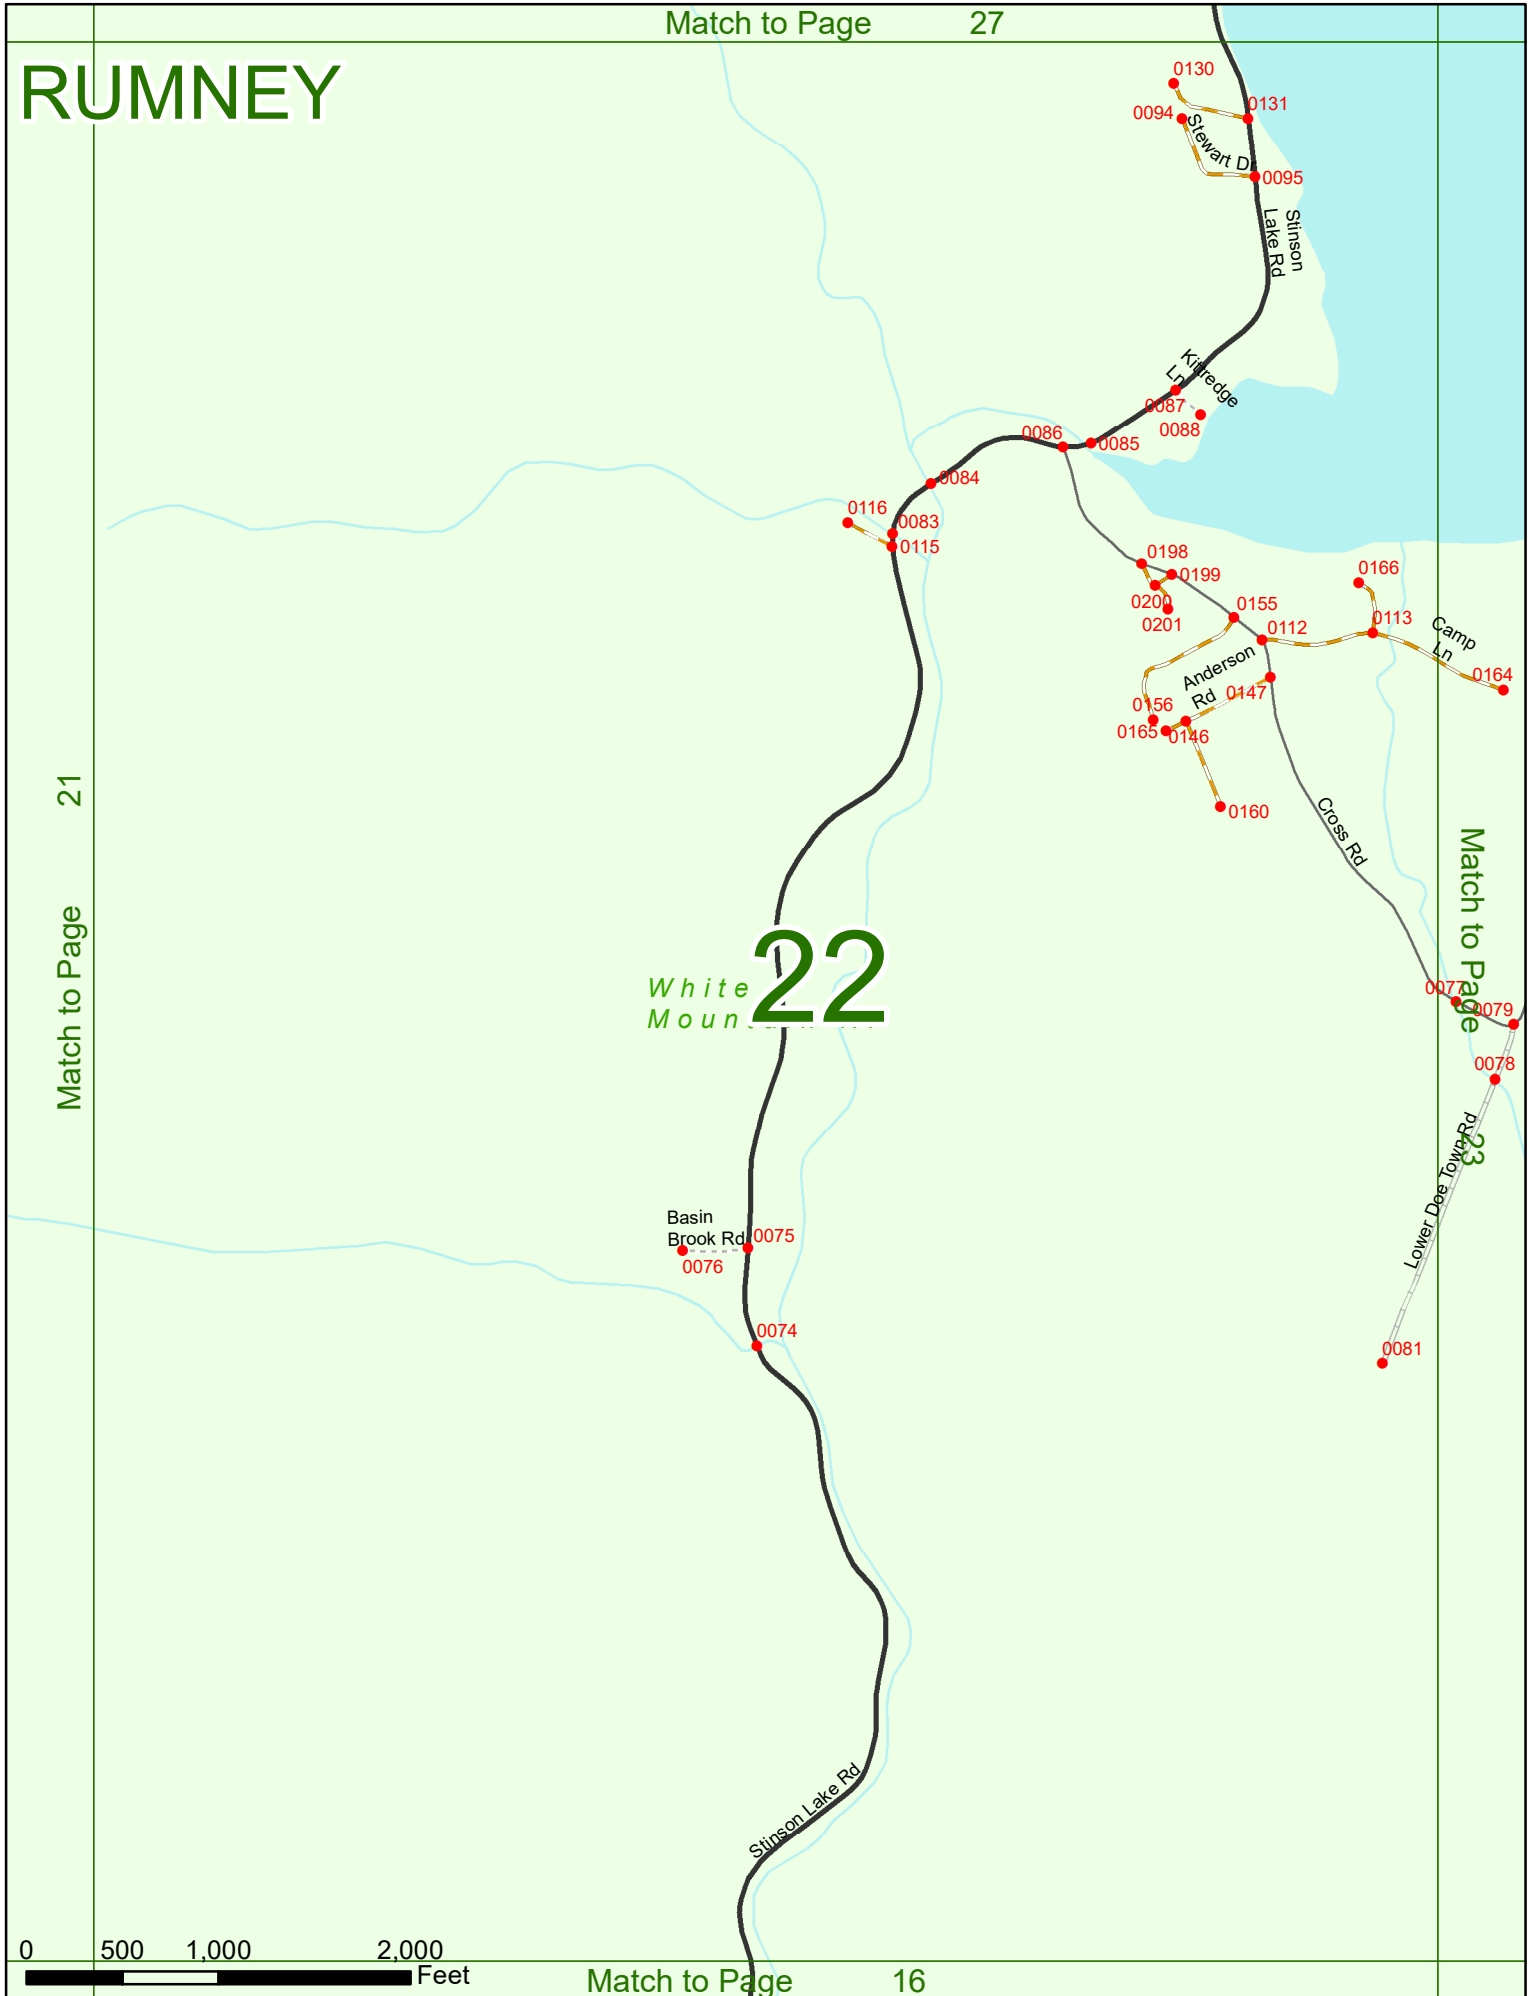 Match to Page 27
RUMNEY
0130
0131
0094
Stewart Dr
0095
Stinson
Lake Rd
Kittredge
Ln
0087
0088
0086
0085
0084
0116
0083
0115
0198
0199
0200
0201
0166
0155
0112
0113
Camp
Ln
0164
Anderson
Rd
0147
0156
0165
0146
0160
Cross Rd
Match to Page 21
Match to Page 23
White
22
0077
0079
0078
Lower Doe Town Rd
Basin
Brook Rd
0075
0076
0074
0081
Stinson Lake Rd
0 500 1,000 2,000
Feet
Match to Page 16